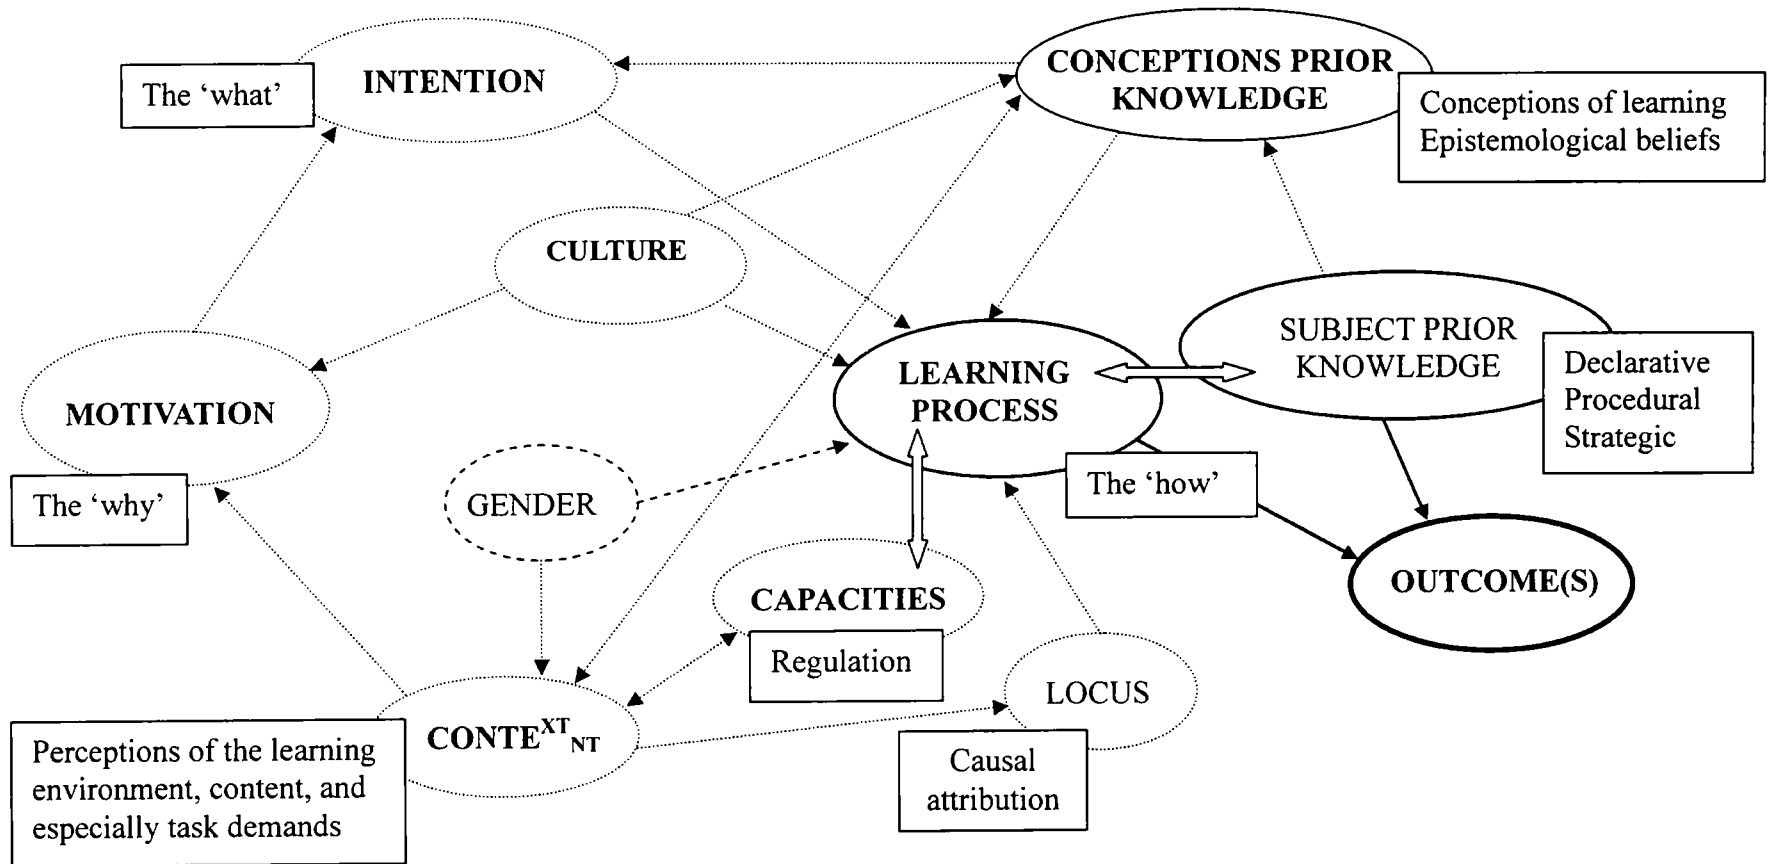 The ‘what’
INTENTION
CONCEPTIONS PRIOR
KNOWLEDGE
Conceptions of learning
Epistemological beliefs
CULTURE
MOTIVATION
The ‘why’
LEARNING
PROCESS
SUBJECT PRIOR
KNOWLEDGE
Declarative
Procedural
Strategic
GENDER
The ‘how’
CAPACITIES
Regulation
OUTCOME(S)
LOCUS
Causal
attribution
CONTEXTNT
Perceptions of the learning
environment, content, and
especially task demands